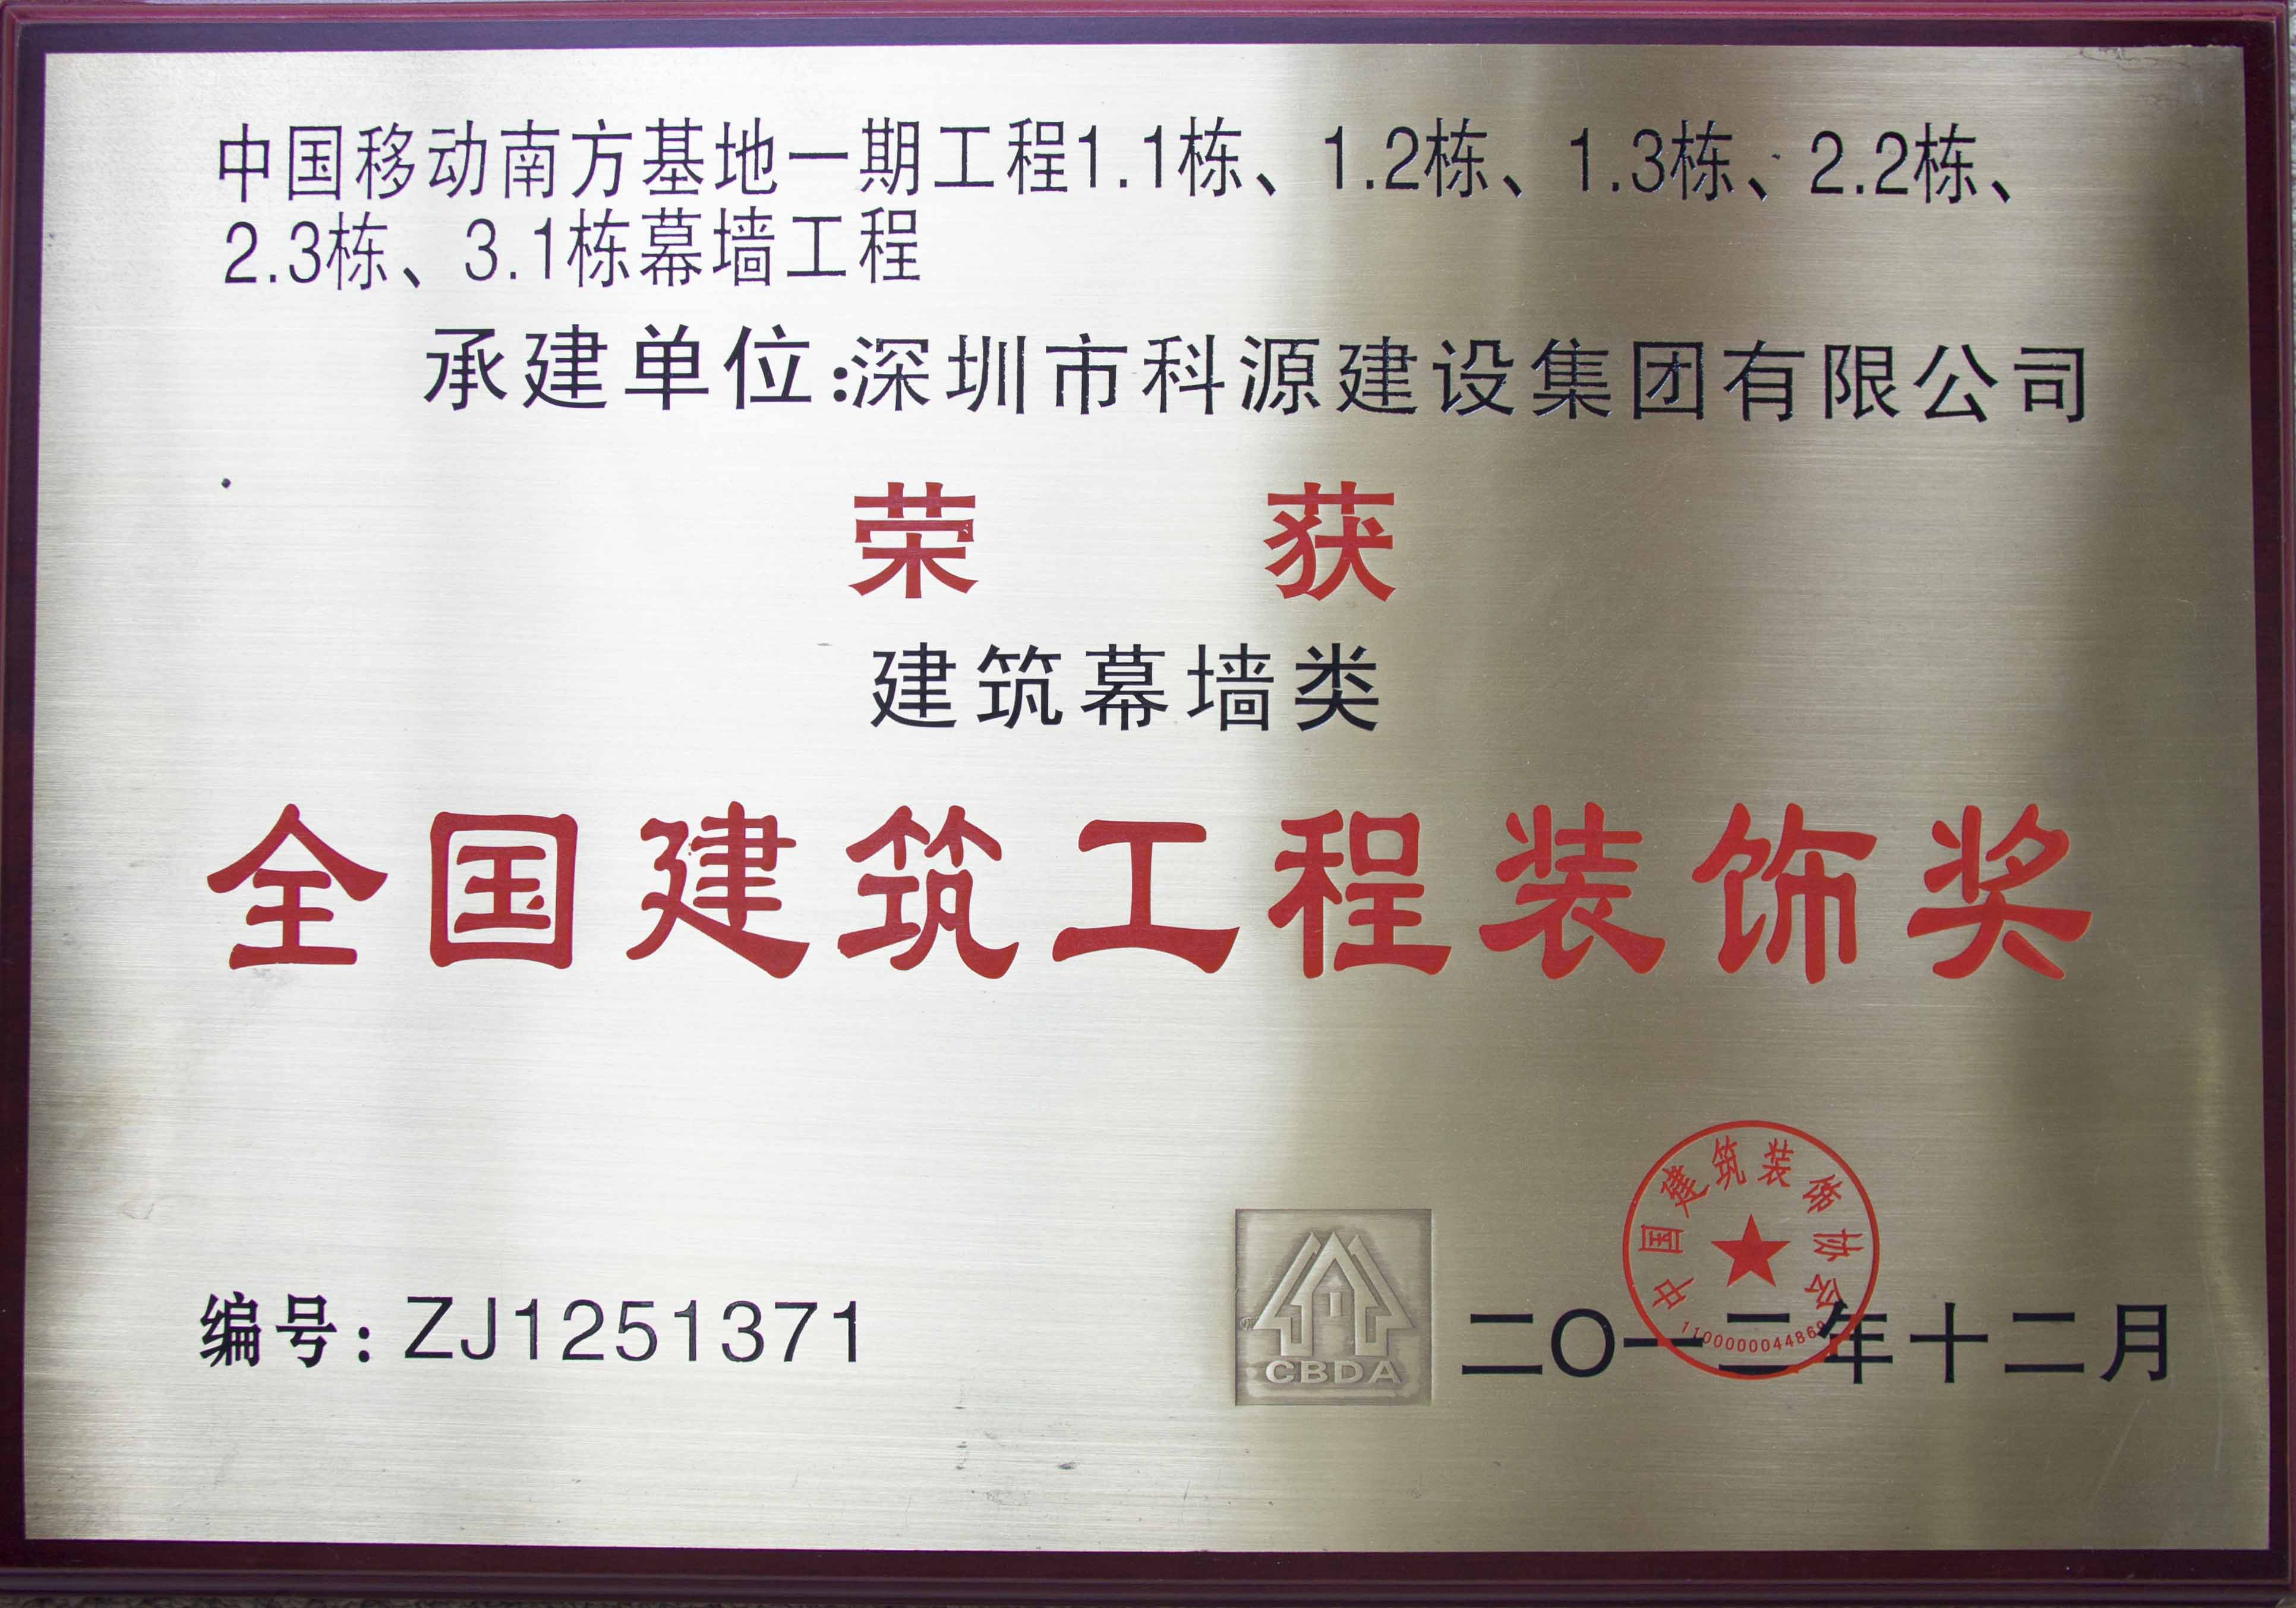 中国移动南方基地一期工程1.1栋、1.2栋、1.3栋、2.2栋、
2.3栋、3.1栋幕墙工程
承建单位:深圳市科源建设集团有限公司
荣 获
建筑幕墙类
全国建筑工程装饰奖
中国建筑装饰协会
编号: ZJ1251371
CBDA
二〇一二年十二月